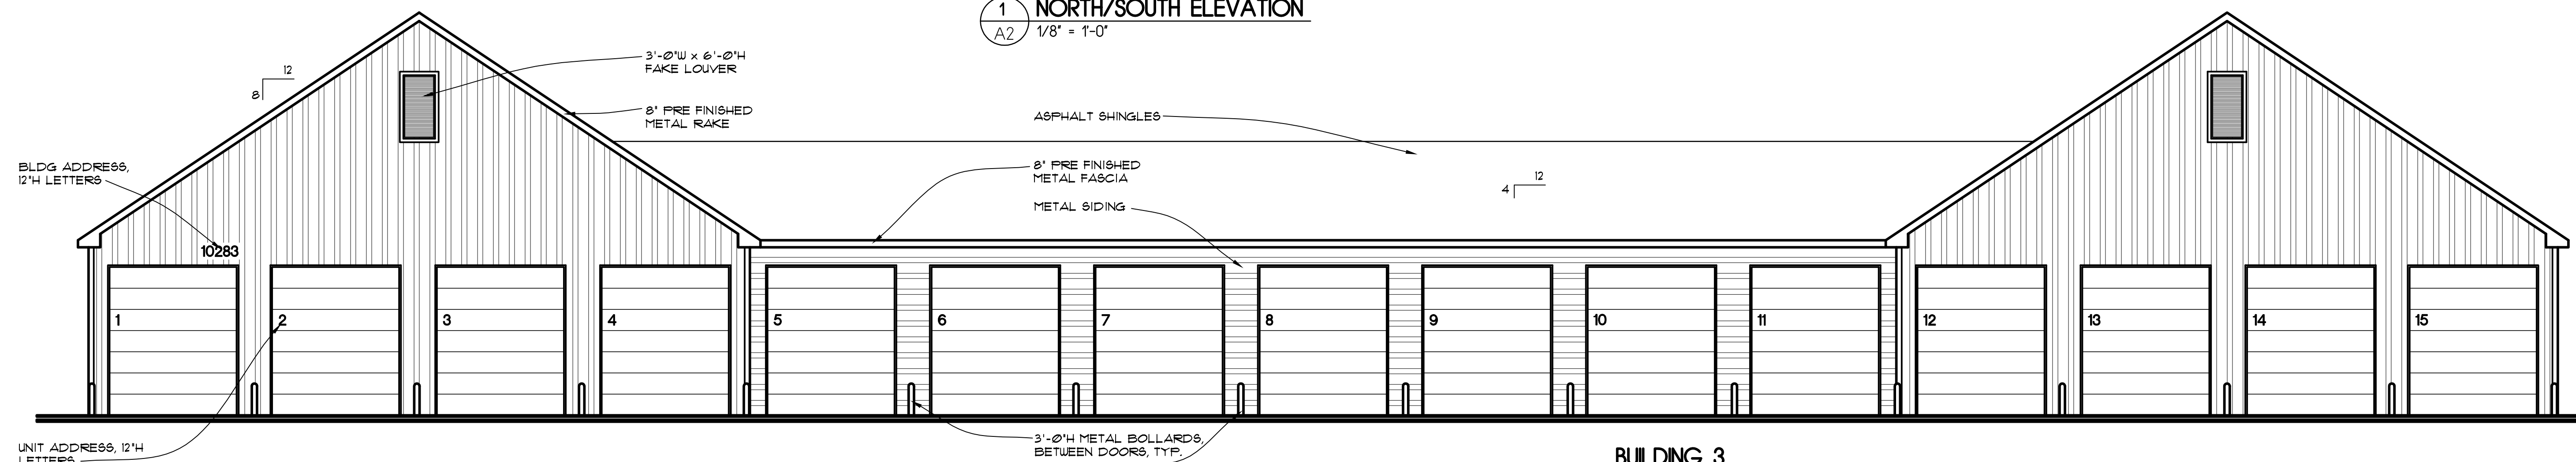 1
NORTH/SOUTH ELEVATION
A2
1/8" = 1'-0"
12
8
3'-0"W x 6'-0"H
FAKE LOUVER
8" PRE FINISHED
METAL RAKE
ASPHALT SHINGLES
BLDG ADDRESS,
12"H LETTERS
8" PRE FINISHED
METAL FASCIA
12
4
METAL SIDING
10283
1 2 3 4 5 6 7 8 9 10 11 12 13 14 15
UNIT ADDRESS, 12"H
LETTERS
3'-0"H METAL BOLLARDS,
BETWEEN DOORS, TYP.
BUILDING 3